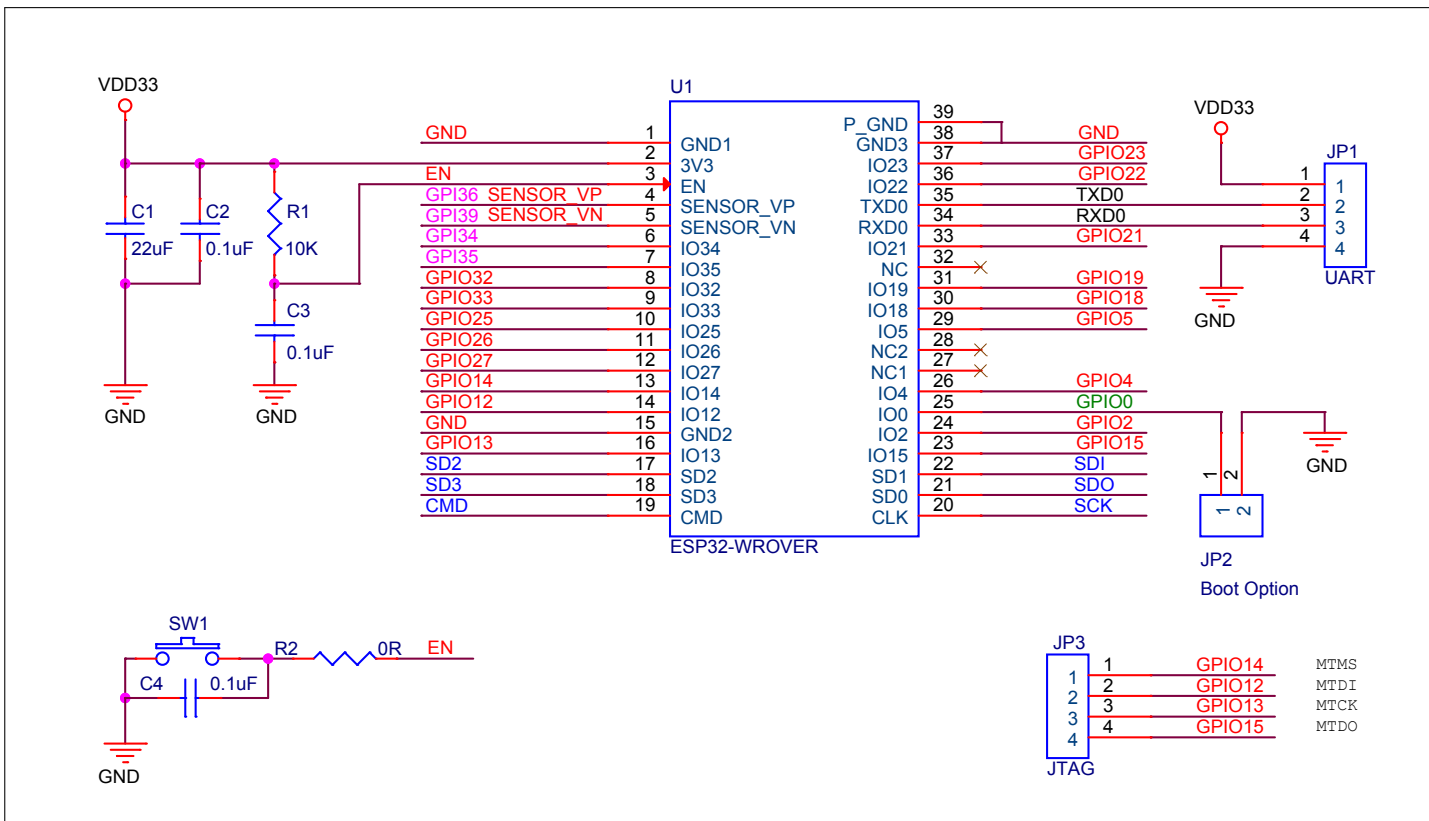 VDD33
C1
22uF
C2
0.1uF
R1
10K
C3
0.1uF
GND
GND
U1
GND 1 GND1
2 3V3
EN 3 EN
GPI36 SENSOR_VP 4 SENSOR_VP
GPI39 SENSOR_VN 5 SENSOR_VN
GPI34 6 IO34
GPI35 7 IO35
GPIO32 8 IO32
GPIO33 9 IO33
GPIO25 10 IO25
GPIO26 11 IO26
GPIO27 12 IO27
GPIO14 13 IO14
GPIO12 14 IO12
GND 15 GND2
GPIO13 16 IO13
SD2 17 SD2
SD3 18 SD3
CMD 19 CMD
P_GND 39
GND3 38 GND
IO23 37 GPIO23
IO22 36 GPIO22
TXD0 35 TXD0
RXD0 34 RXD0
IO21 33 GPIO21
NC 32
IO19 31 GPIO19
IO18 30 GPIO18
IO5 29 GPIO5
NC2 28
NC1 27
IO4 26 GPIO4
IO0 25 GPIO0
IO2 24 GPIO2
IO15 23 GPIO15
SD1 22 SDI
SD0 21 SDO
CLK 20 SCK
ESP32-WROVER
VDD33
JP1
1 1
2 2
3 3
4 4
UART
GND
GND
1 2
1 2
JP2
Boot Option
SW1
R2 0R EN
C4 0.1uF
GND
JP3
1 1 GPIO14 MTMS
2 2 GPIO12 MTDI
3 3 GPIO13 MTCK
4 4 GPIO15 MTDO
JTAG